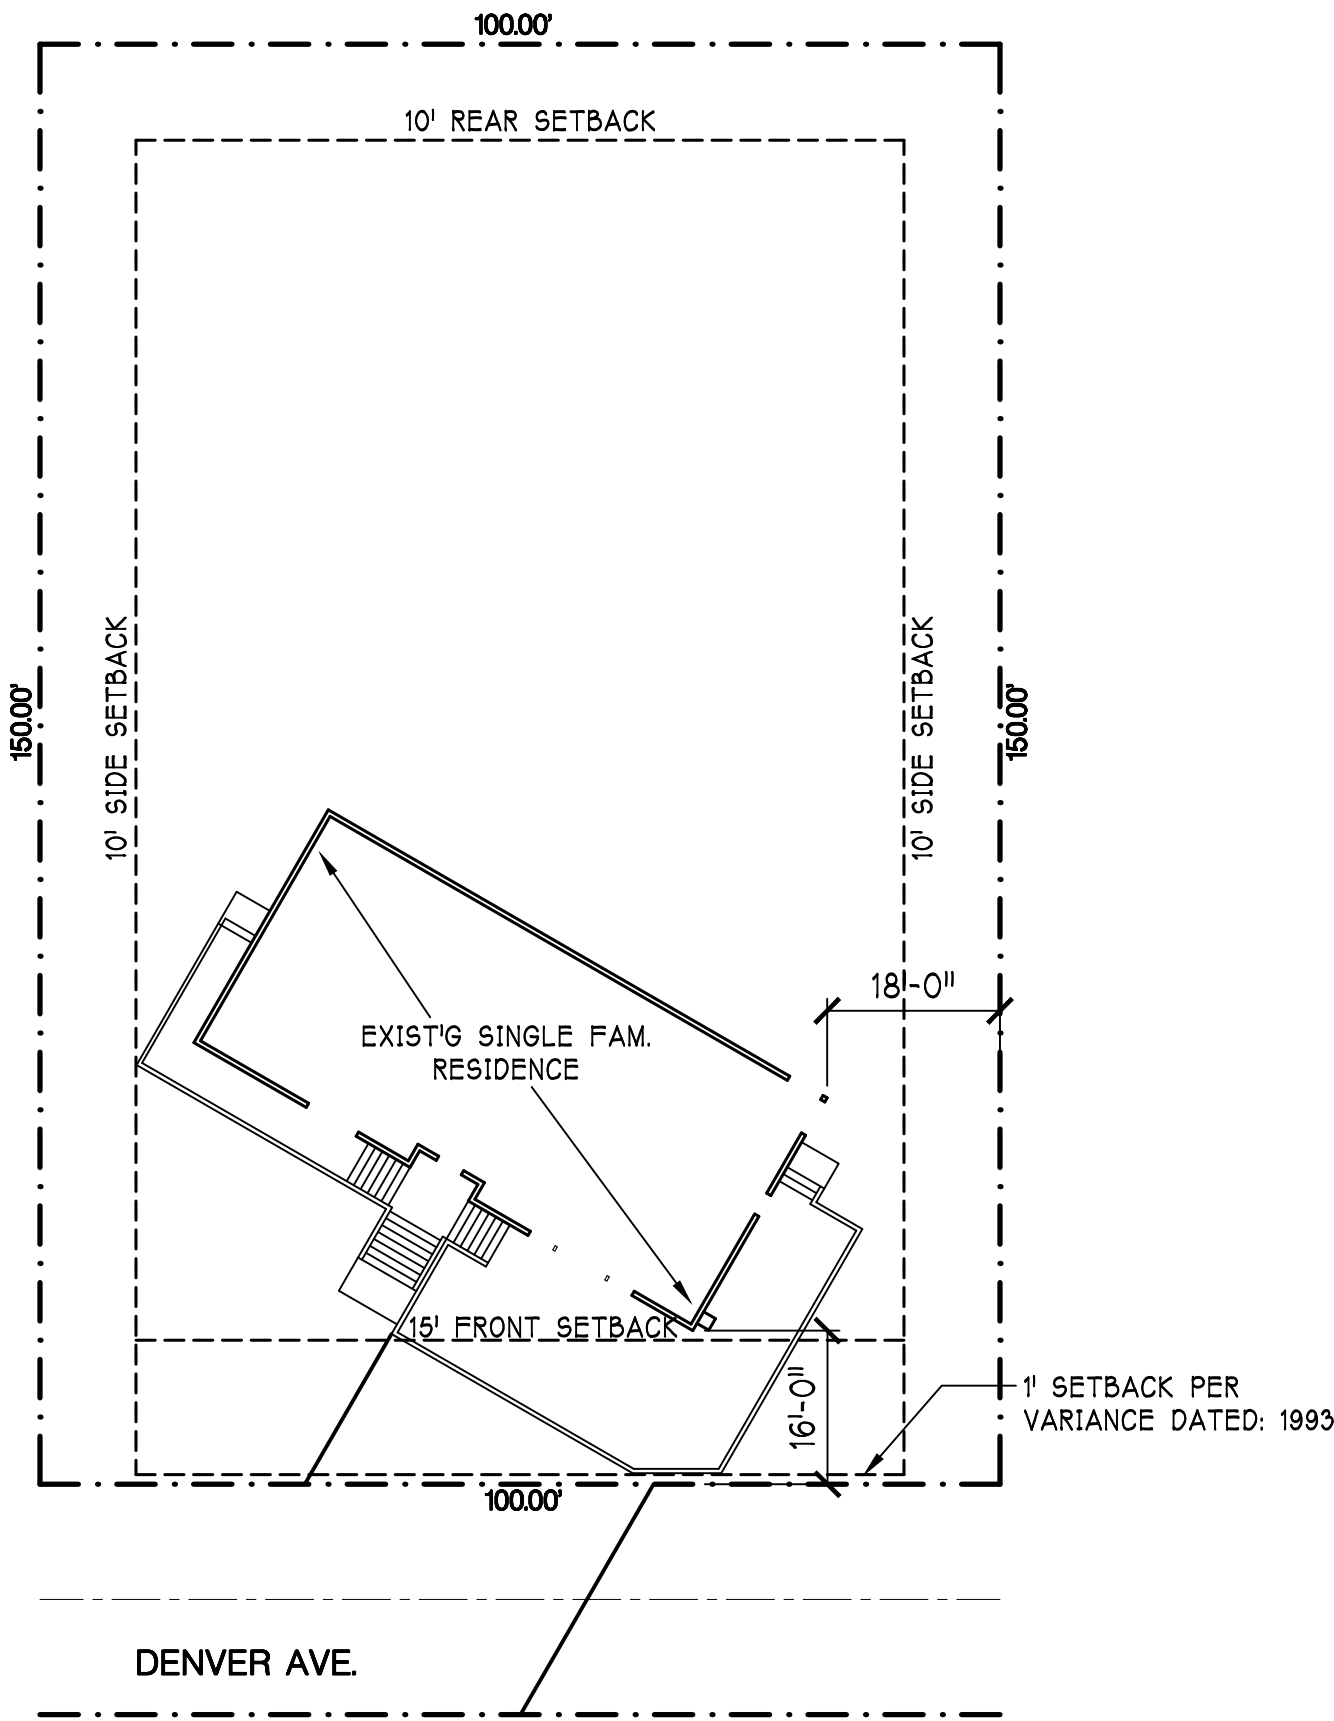 100.00'
10' REAR SETBACK
10' SIDE SETBACK
10' SIDE SETBACK
150.00'
150.00'
18'-0"
EXIST'G SINGLE FAM.
RESIDENCE
15' FRONT SETBACK
16'-0"
1' SETBACK PER
VARIANCE DATED: 1993
100.00'
DENVER AVE.